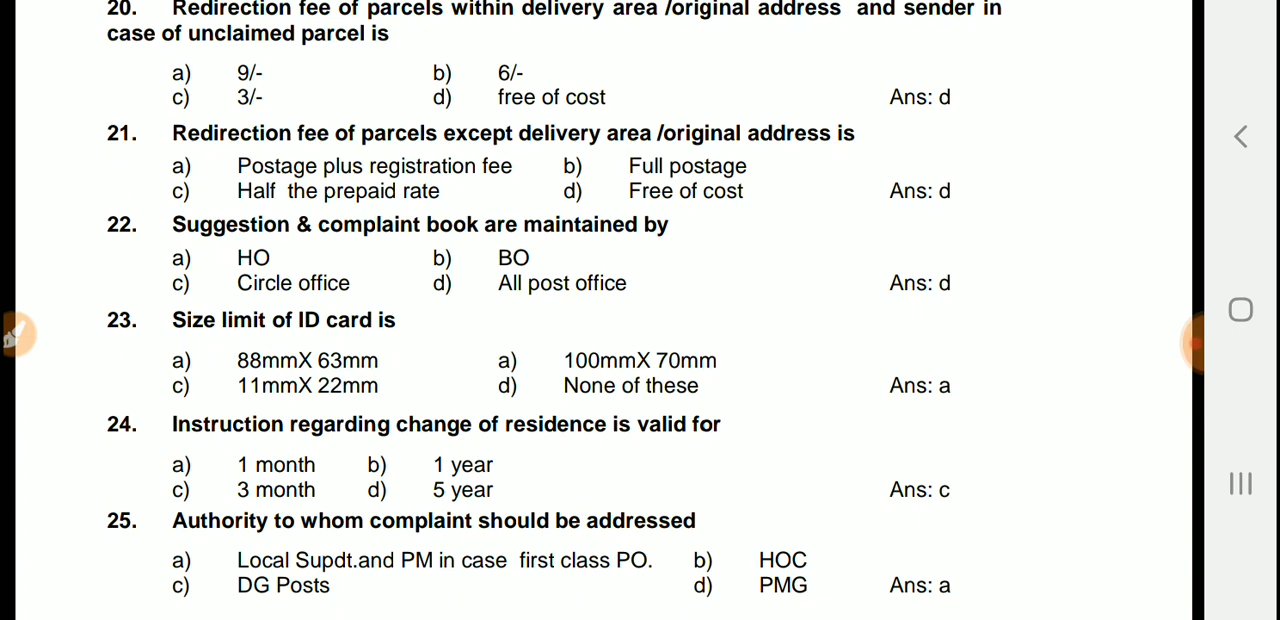 20. Redirection fee of parcels within delivery area /original address and sender in
case of unclaimed parcel is
a) 9/- b) 6/-
c) 3/- d) free of cost Ans: d
21. Redirection fee of parcels except delivery area /original address is
a) Postage plus registration fee b) Full postage
c) Half the prepaid rate d) Free of cost Ans: d
22. Suggestion & complaint book are maintained by
a) HO b) BO
c) Circle office d) All post office Ans: d
23. Size limit of ID card is
a) 88mmX 63mm a) 100mmX 70mm
c) 11mmX 22mm d) None of these Ans: a
24. Instruction regarding change of residence is valid for
a) 1 month b) 1 year
c) 3 month d) 5 year Ans: c
25. Authority to whom complaint should be addressed
a) Local Supdt.and PM in case first class PO. b) HOC
c) DG Posts d) PMG Ans: a